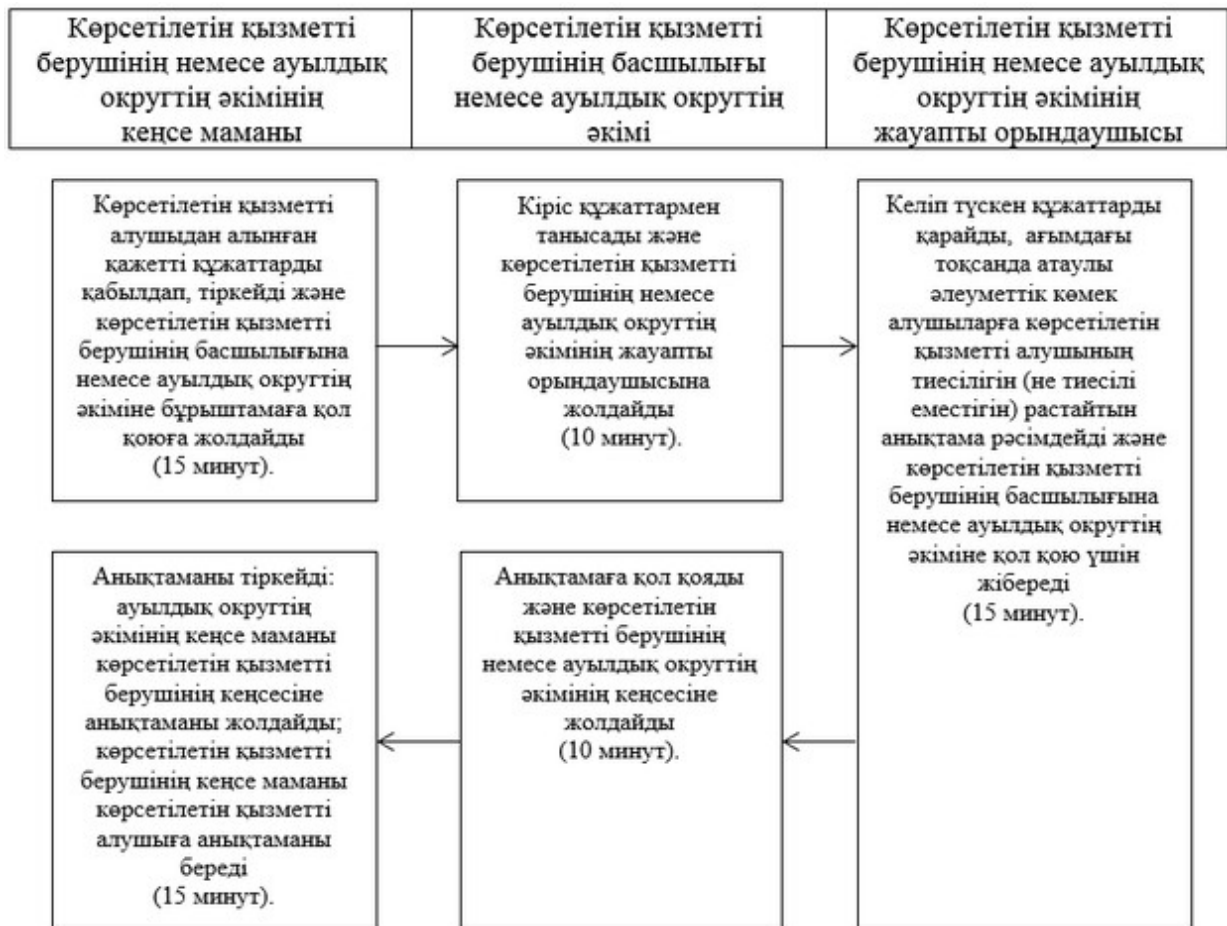 Көрсетілетін қызметті
берушінің немесе ауылдық
округтің әкімінің
кеңсе маманы
Көрсетілетін қызметті
берушінің басшылығы
немесе ауылдық округтің
әкімі
Көрсетілетін қызметті
берушінің немесе ауылдық
округтің әкімінің
жауапты орындаушысы
Көрсетілетін қызметті
алушыдан алынған
қажетті құжаттарды
қабылдап, тіркейді және
көрсетілетін қызметті
берушінің басшылығына
немесе ауылдық округтің
әкіміне бұрыштамаға қол
қоюға жолдайды
(15 минут).
Кіріс құжаттармен
танысады және
көрсетілетін қызметті
берушінің немесе
ауылдық округтің
әкімінің жауапты
орындаушысына
жолдайды
(10 минут).
Келіп түскен құжаттарды
қарайды, ағымдағы
тоқсанда атаулы
әлеуметтік көмек
алушыларға көрсетілетін
қызметті алушының
тиесілігін (не тиесілі
еместігін) растайтын
анықтама рәсімдейді және
көрсетілетін қызметті
берушінің басшылығына
немесе ауылдық округтің
әкіміне қол қою үшін
жібереді
(15 минут).
Анықтамаға қол қояды
және көрсетілетін
қызметті берушінің
немесе ауылдық округтің
әкімінің кеңсесіне
жолдайды
(10 минут).
Анықтаманы тіркейді:
ауылдық округтің
әкімінің кеңсе маманы
көрсетілетін қызметті
берушінің кеңсесіне
анықтаманы жолдайды;
көрсетілетін қызметті
берушінің кеңсе маманы
көрсетілетін қызметті
алушыға анықтаманы
береді
(15 минут).